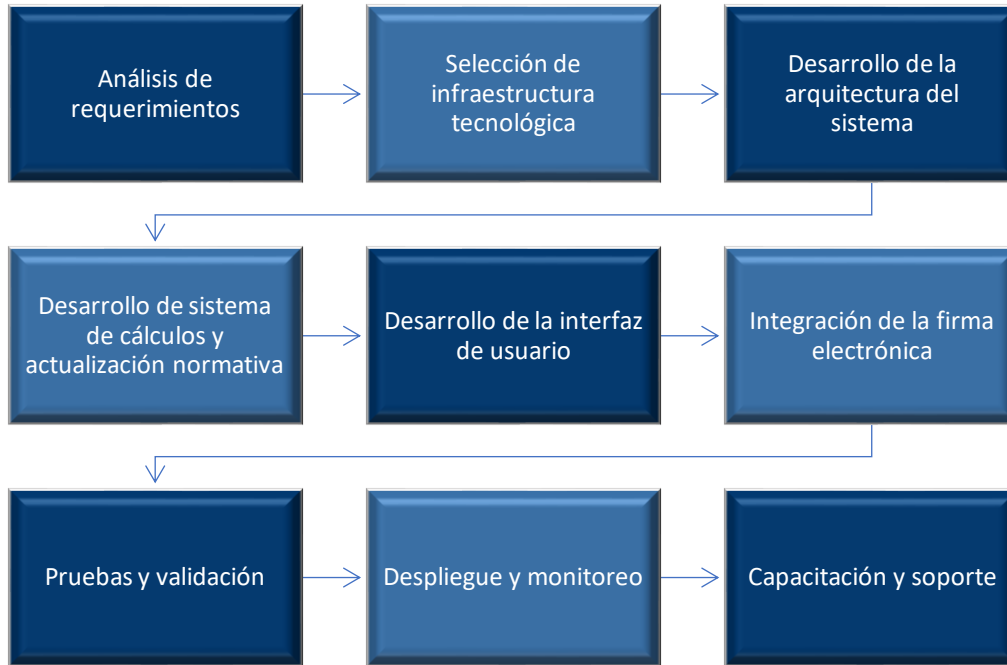 Análisis de
requerimientos
Selección de
infraestructura
tecnológica
Desarrollo de la
arquitectura del
sistema
Desarrollo de sistema
de cálculos y
actualización normativa
Desarrollo de la interfaz
de usuario
Integración de la firma
electrónica
Pruebas y validación
Despliegue y monitoreo
Capacitación y soporte